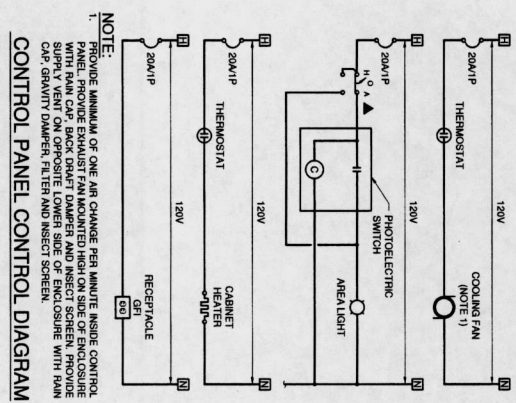 H
120V
N
20A/1P
THERMOSTAT
COOLING FAN
(NOTE 1)
H
120V
N
20A/1P
H O A
PHOTOELECTRIC
SWITCH
C
AREA LIGHT
H
120V
N
20A/1P
THERMOSTAT
CABINET
HEATER
H
120V
N
20A/1P
RECEPTACLE
GFI
NOTE:
1. PROVIDE MINIMUM OF ONE AIR CHANGE PER MINUTE INSIDE CONTROL
PANEL. PROVIDE EXHAUST FAN MOUNTED HIGH ON SIDE OF ENCLOSURE
WITH RAIN CAP, BACK DRAFT DAMPER AND INSECT SCREEN. PROVIDE
SUPPLY VENT ON OPPOSITE LOWER SIDE OF ENCLOSURE WITH RAIN
CAP, GRAVITY DAMPER, FILTER AND INSECT SCREEN.
CONTROL PANEL CONTROL DIAGRAM